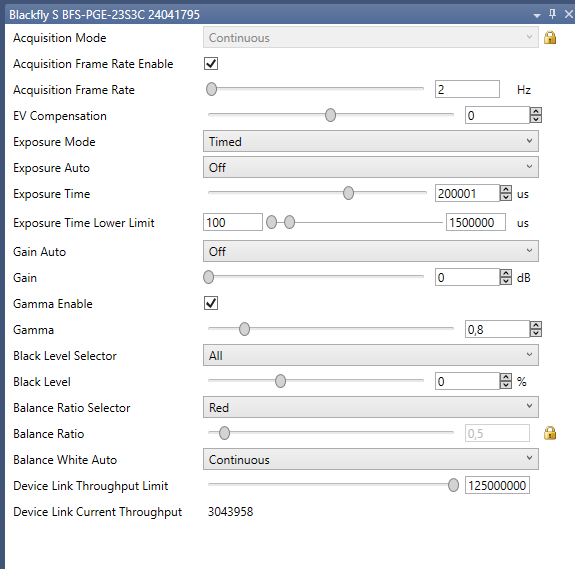 Blackfly S BFS-PGE-23S3C 24041795
Acquisition Mode Continuous
Acquisition Frame Rate Enable
Acquisition Frame Rate 2 Hz
EV Compensation 0
Exposure Mode Timed
Exposure Auto Off
Exposure Time 200001 us
Exposure Time Lower Limit 100 1500000 us
Gain Auto Off
Gain 0 dB
Gamma Enable
Gamma 0,8
Black Level Selector All
Black Level 0 %
Balance Ratio Selector Red
Balance Ratio 0,5
Balance White Auto Continuous
Device Link Throughput Limit 125000000
Device Link Current Throughput 3043958